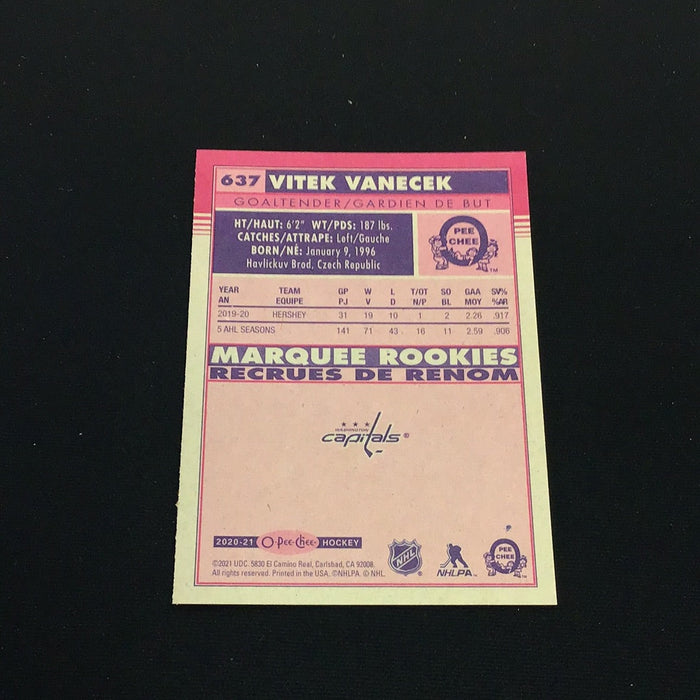 637 VITEK VANECEK
GOALTENDER/GARDIEN DE BUT
HT/HAUT: 6'2" WT/PDS: 187 lbs.
CATCHES/ATTRAPE: Left/Gauche
BORN/NÉ: January 9, 1996
Havlickuv Brod, Czech Republic
O
PEE
CHEE
TM
YEAR TEAM GP W L T/OT SO GAA SV%
AN EQUIPE PJ V D N/P BL MOY %AR
2019-20 HERSHEY 31 19 10 1 2 2.26 .917
5 AHL SEASONS 141 71 43 16 11 2.59 .906
MARQUEE ROOKIES
RECRUES DE RENOM
WASHINGTON
capitals ®
2020-21 O-Pee-Chee HOCKEY
©2021 UDC. 5830 El Camino Real, Carlsbad, CA 92008.
All rights reserved. Printed in the USA. ©NHLPA. © NHL.
NHL
NHLPA
O
PEE
CHEE